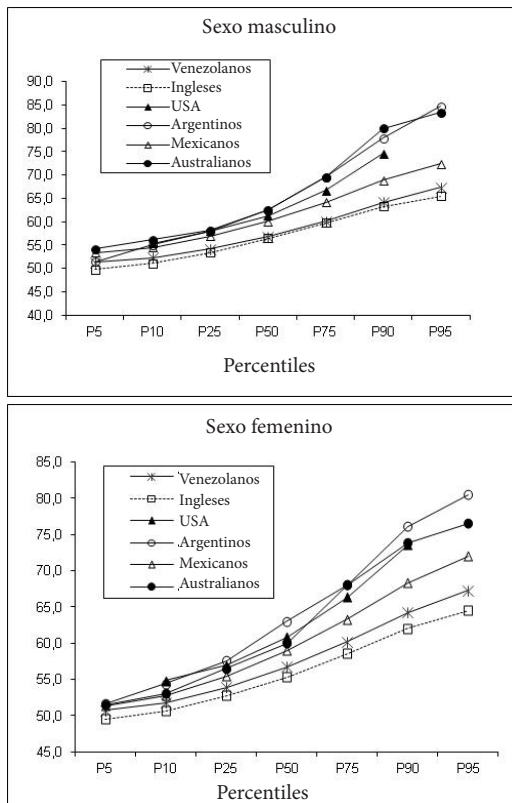 Sexo masculino
90,0
85,0
80,0
75,0
70,0
65,0
60,0
55,0
50,0
45,0
40,0
Venezolanos
Ingleses
USA
Argentinos
Mexicanos
Australianos
P5 P10 P25 P50 P75 P90 P95
Percentiles
Sexo femenino
85,0
80,0
75,0
70,0
65,0
60,0
55,0
50,0
45,0
Venezolanos
Ingleses
USA
Argentinos
Mexicanos
Australianos
P5 P10 P25 P50 P75 P90 P95
Percentiles